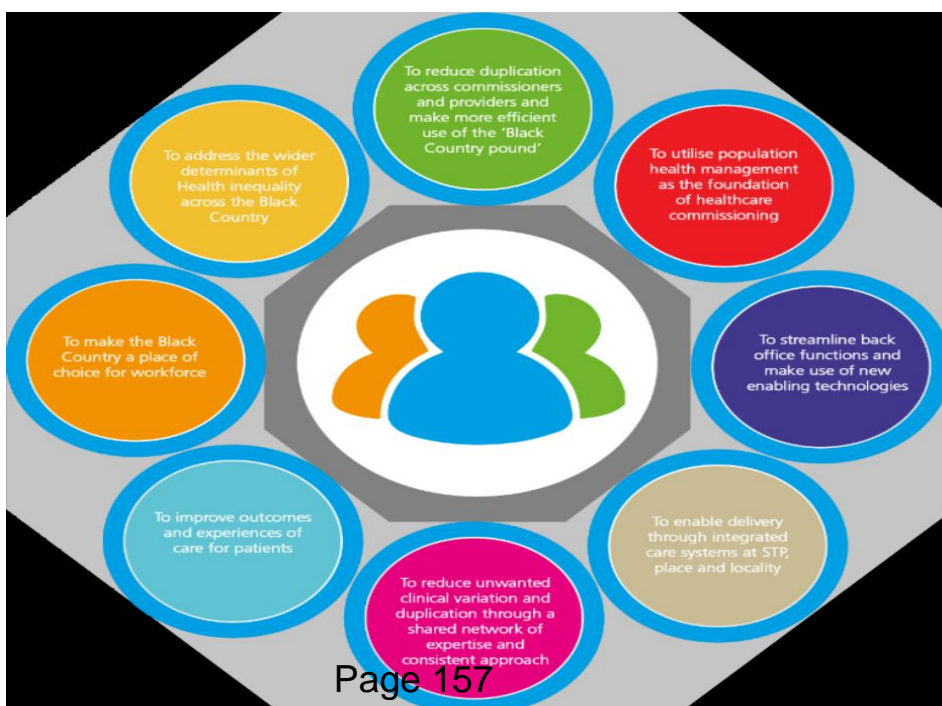 To reduce duplication
across commissioners
and providers and
make more efficient
use of the ‘Black
Country pound’
To utilise population
health management
as the foundation
of healthcare
commissioning
To streamline back
office functions and
make use of new
enabling technologies
To enable delivery
through integrated
care systems at STP,
place and locality
To reduce unwanted
clinical variation and
duplication through a
shared network of
expertise and
consistent approach
To improve outcomes
and experiences of
care for patients
To make the Black
Country a place of
choice for workforce
To address the wider
determinants of
Health inequality
across the Black
Country
Page 157